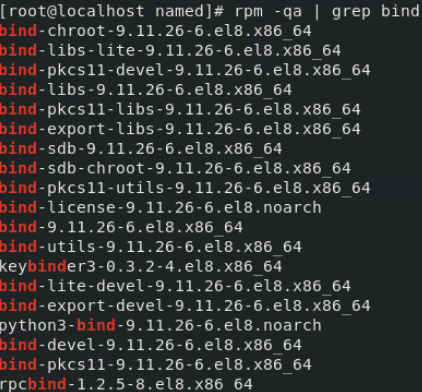 [root@localhost named]# rpm -qa | grep bind
bind-chroot-9.11.26-6.el8.x86_64
bind-libs-lite-9.11.26-6.el8.x86_64
bind-pkcs11-devel-9.11.26-6.el8.x86_64
bind-libs-9.11.26-6.el8.x86_64
bind-pkcs11-libs-9.11.26-6.el8.x86_64
bind-export-libs-9.11.26-6.el8.x86_64
bind-sdb-9.11.26-6.el8.x86_64
bind-sdb-chroot-9.11.26-6.el8.x86_64
bind-pkcs11-utils-9.11.26-6.el8.x86_64
bind-license-9.11.26-6.el8.noarch
bind-9.11.26-6.el8.x86_64
bind-utils-9.11.26-6.el8.x86_64
keybinder3-0.3.2-4.el8.x86_64
bind-lite-devel-9.11.26-6.el8.x86_64
bind-export-devel-9.11.26-6.el8.x86_64
python3-bind-9.11.26-6.el8.noarch
bind-devel-9.11.26-6.el8.x86_64
bind-pkcs11-9.11.26-6.el8.x86_64
rpcbind-1.2.5-8.el8.x86_64